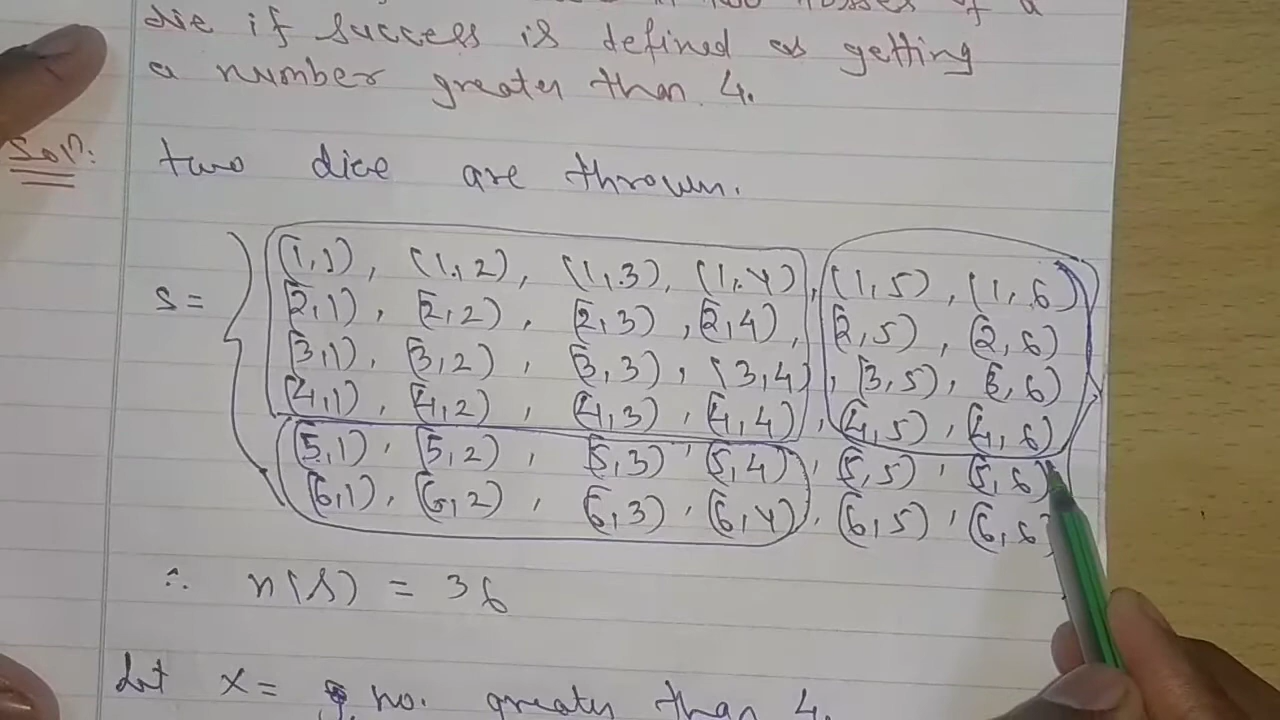 of a
die if success is defined as getting
a number greater than 4.
Soln. two dice are thrown.
S = { (1,1), (1,2), (1,3), (1,4), (1,5), (1,6)
(2,1), (2,2), (2,3), (2,4), (2,5), (2,6)
(3,1), (3,2), (3,3), (3,4), (3,5), (3,6)
(4,1), (4,2), (4,3), (4,4), (4,5), (4,6)
(5,1), (5,2), (5,3), (5,4), (5,5), (5,6)
(6,1), (6,2), (6,3), (6,4), (6,5), (6,6)
∴ n(S) = 36
Let X = no. greater than 4.